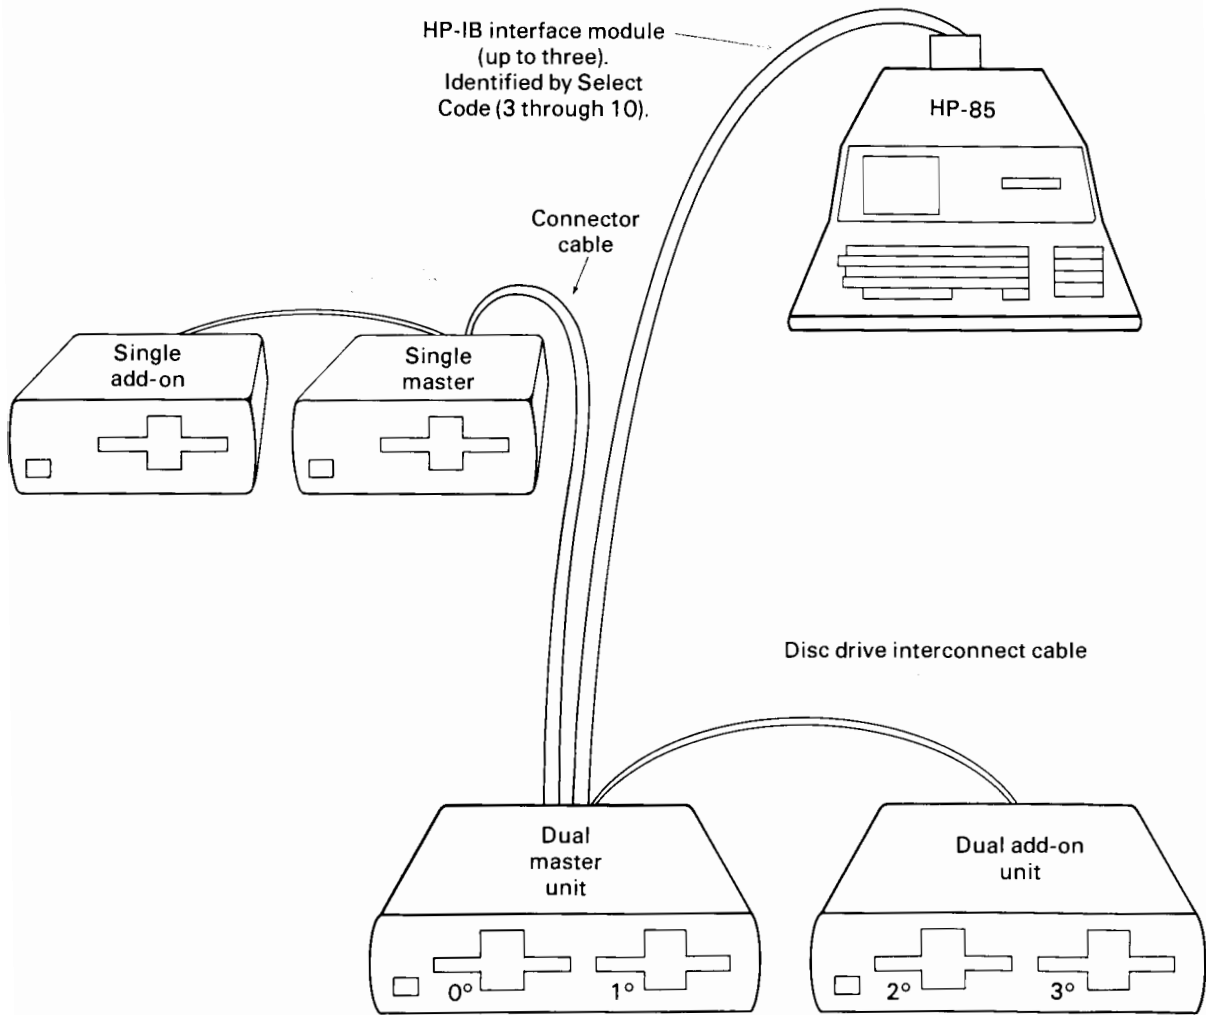 HP-IB interface module
(up to three).
Identified by Select
Code (3 through 10).
HP-85
Connector
cable
Single
add-on
Single
master
Disc drive interconnect cable
Dual
master
unit
Dual add-on
unit
0°
1°
2°
3°